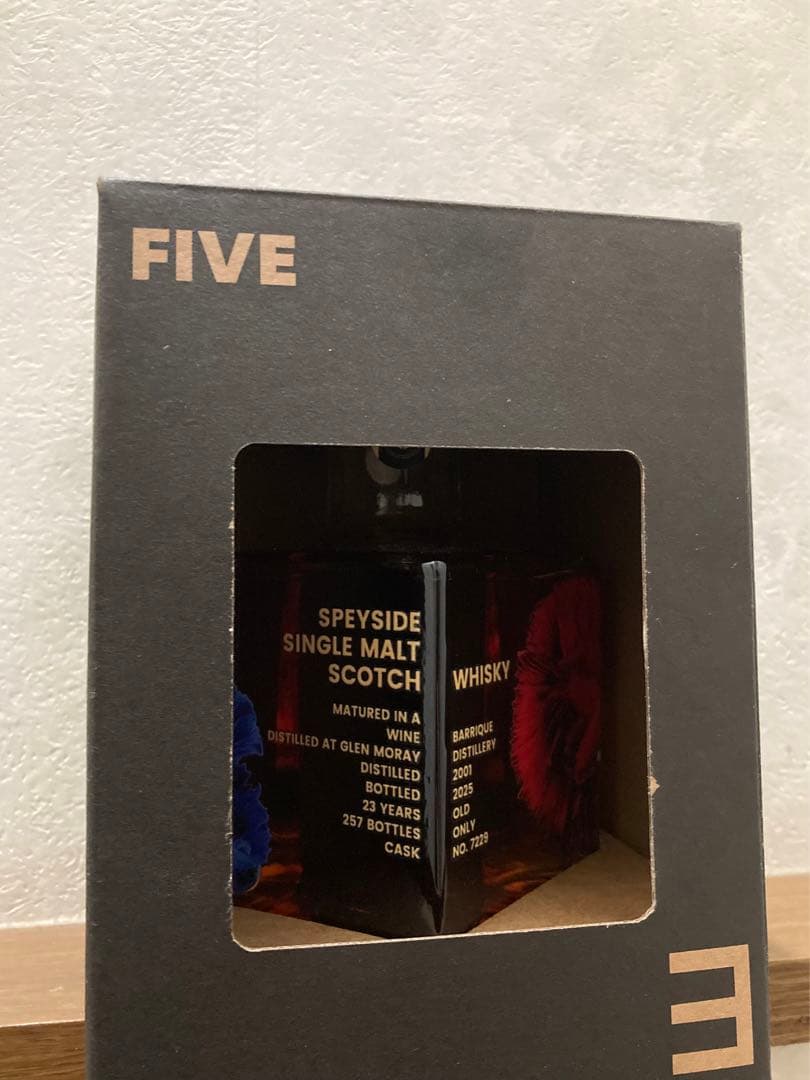 FIVE
SPEYSIDE
SINGLE MALT
SCOTCH WHISKY
MATURED IN A
WINE BARRIQUE
DISTILLED AT GLEN MORAY DISTILLERY
DISTILLED 2001
BOTTLED 2025
23 YEARS OLD
257 BOTTLES ONLY
CASK NO. 7229
E